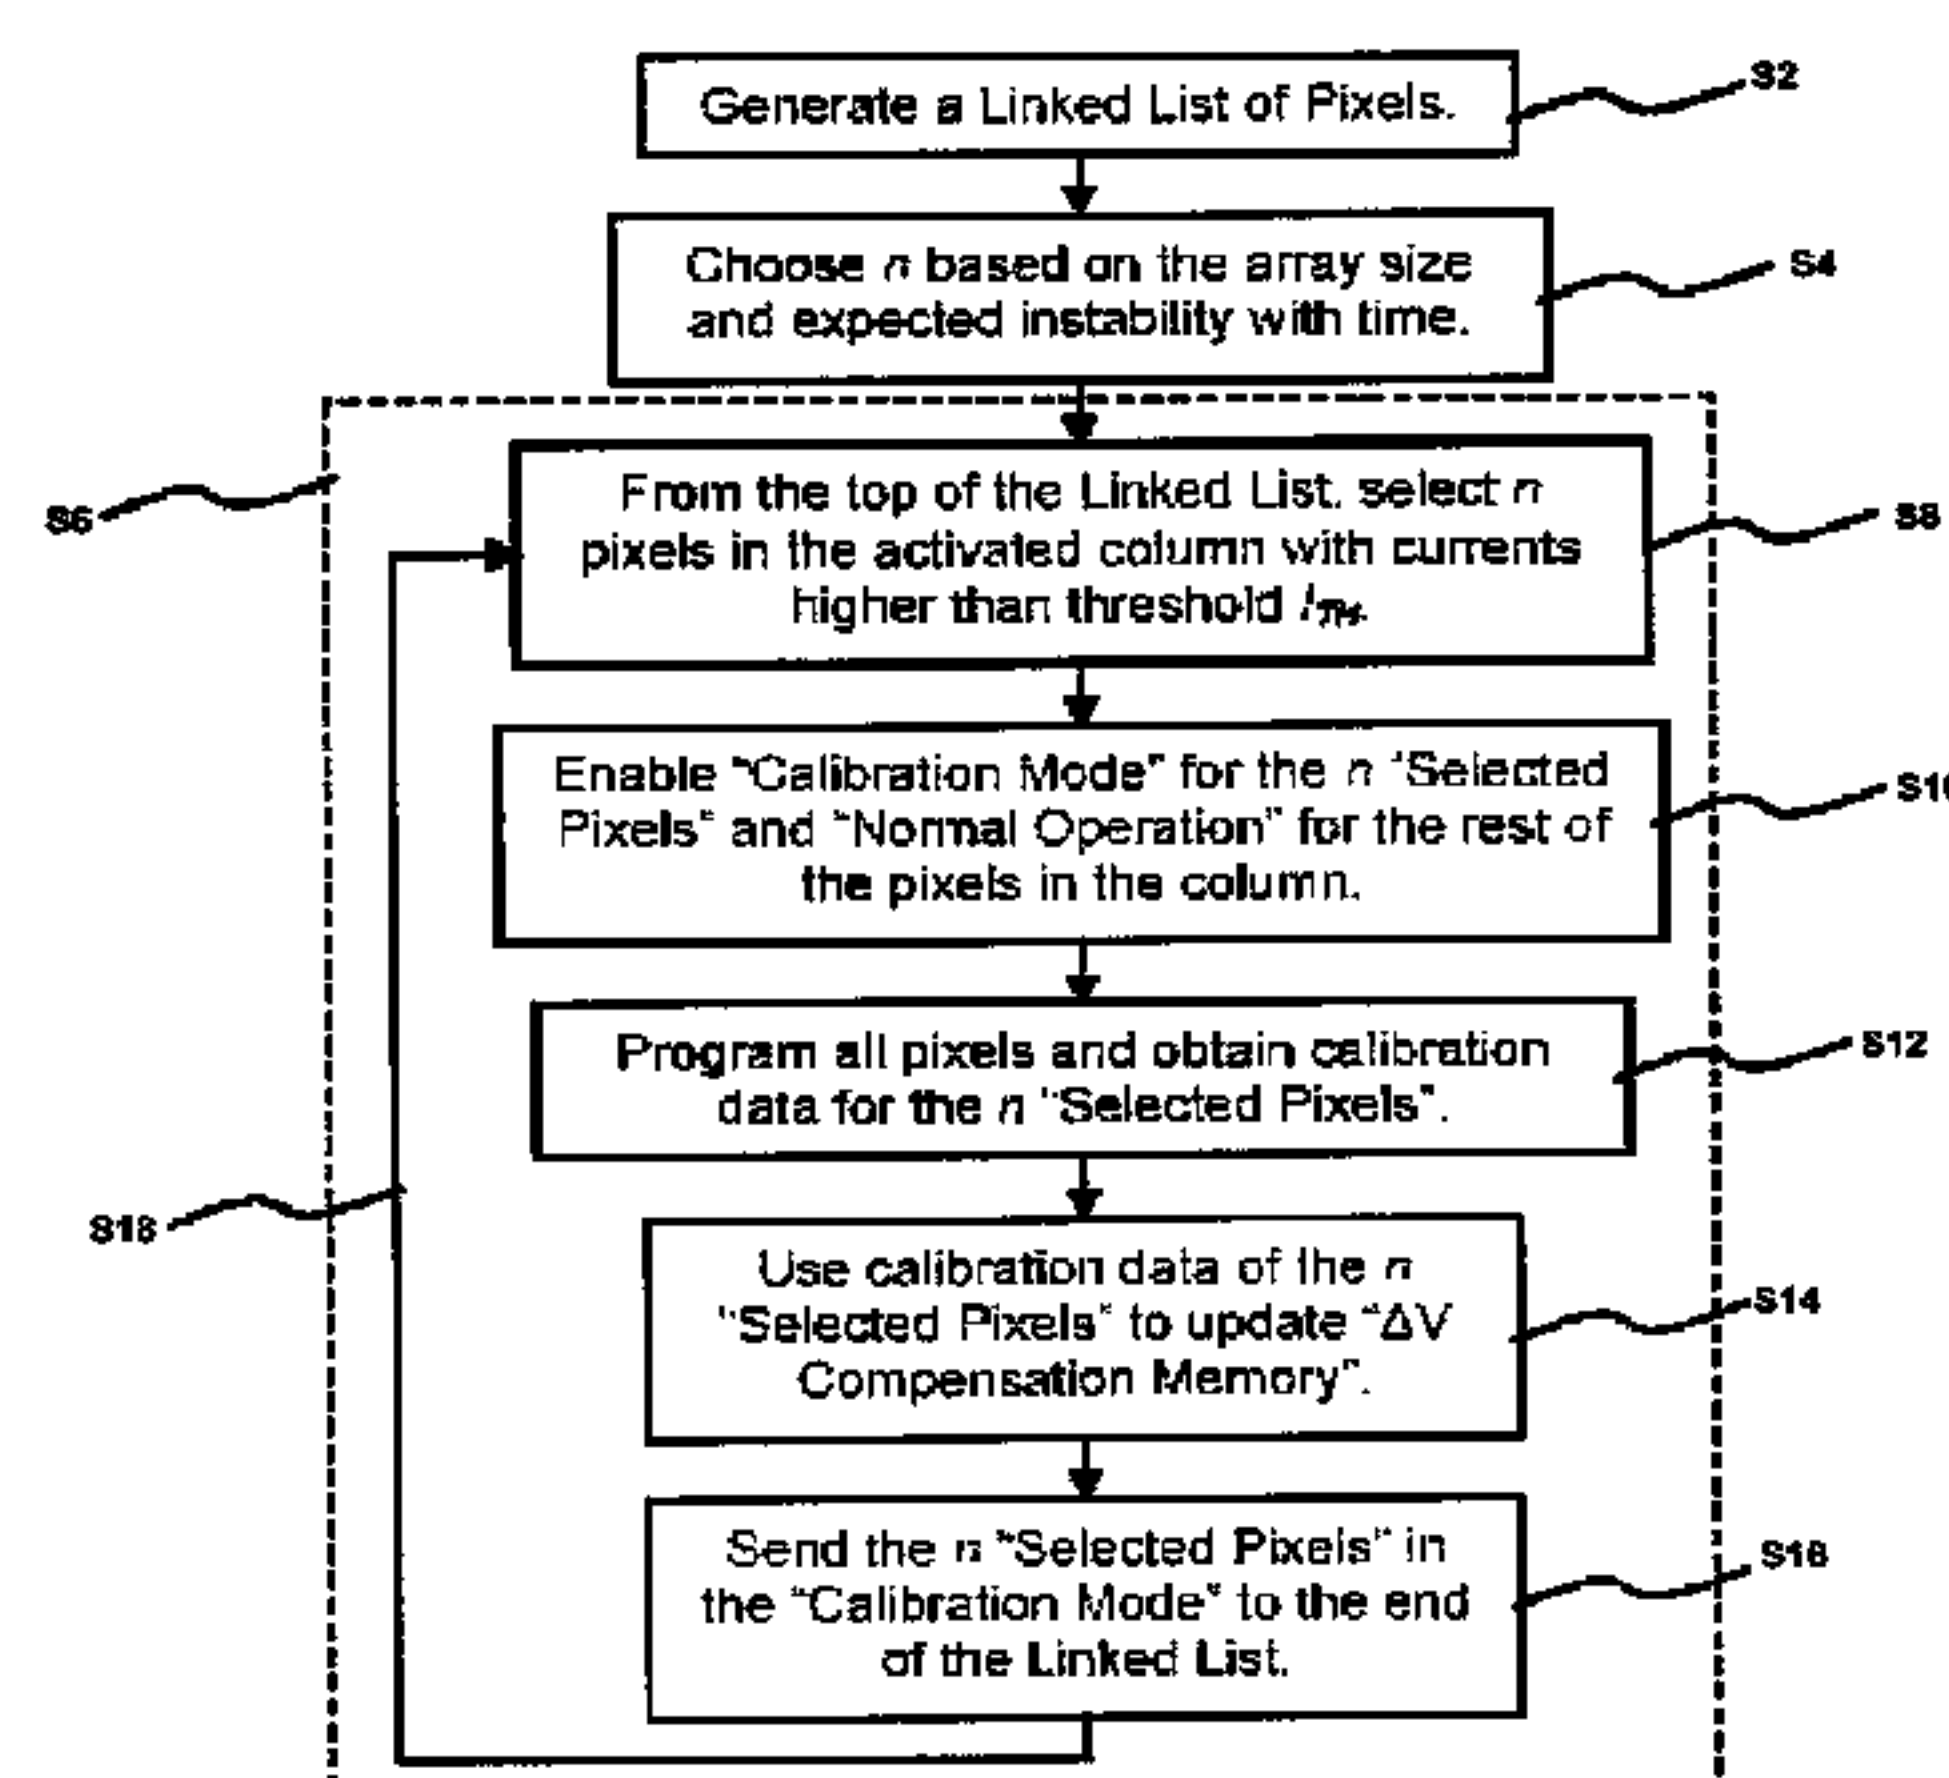 Generate a Linked List of Pixels.
S2
Choose n based on the array size
and expected instability with time.
S4
S6
From the top of the Linked List. select n
pixels in the activated column with currents
higher than threshold I_TH.
S8
Enable "Calibration Mode" for the n "Selected
Pixels" and "Normal Operation" for the rest of
the pixels in the column.
S10
Program all pixels and obtain calibration
data for the n "Selected Pixels".
S12
S18
Use calibration data of the n
"Selected Pixels" to update "ΔV
Compensation Memory".
S14
Send the n "Selected Pixels" in
the "Calibration Mode" to the end
of the Linked List.
S16